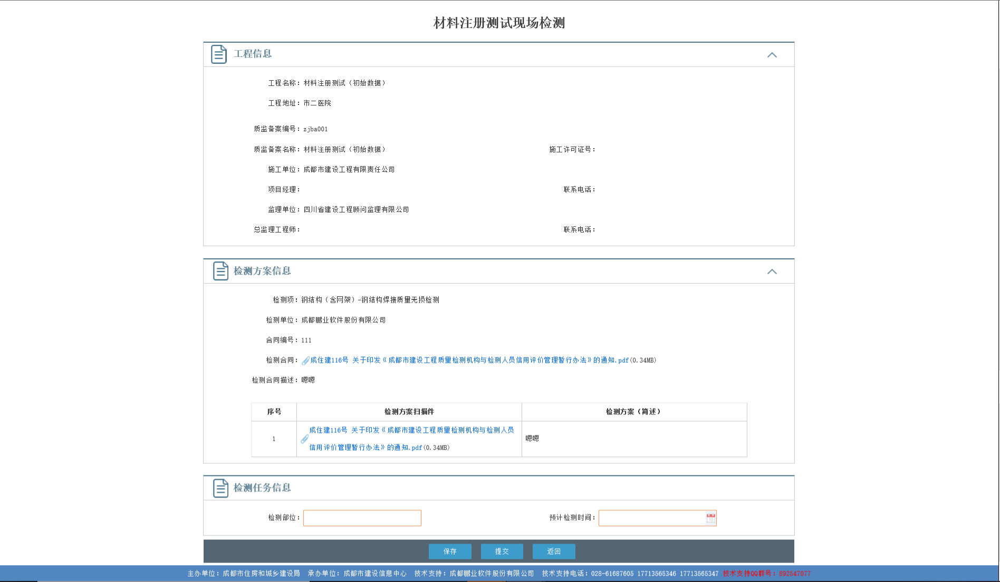 材料注册测试现场检测
工程信息
工程名称：材料注册测试（初始数据）
工程地址：市二医院
质监备案编号：zjba001
质监备案名称：材料注册测试（初始数据） 施工许可证号：
施工单位：成都市建设工程有限责任公司
项目经理： 联系电话：
监理单位：四川省建设工程顾问监理有限公司
总监理工程师： 联系电话：
检测方案信息
检测项：钢结构（含网架）-钢结构焊接质量无损检测
检测单位：成都鹏业软件股份有限公司
合同编号：111
检测合同：成住建116号 关于印发《成都市建设工程质量检测机构与检测人员信用评价管理暂行办法》的通知.pdf(0.34MB)
检测合同描述：嗯嗯
序号 检测方案扫描件 检测方案（简述）
成住建116号 关于印发《成都市建设工程质量检测机构与检测人员
1 嗯嗯
信用评价管理暂行办法》的通知.pdf(0.34MB)
检测任务信息
检测部位： 预计检测时间：
保存 提交 返回
主办单位：成都市住房和城乡建设局 承办单位：成都市建设信息中心 技术支持：成都鹏业软件股份有限公司 技术支持电话：028-61687605 17713565346 17713565347 技术支持QQ群号：892547077